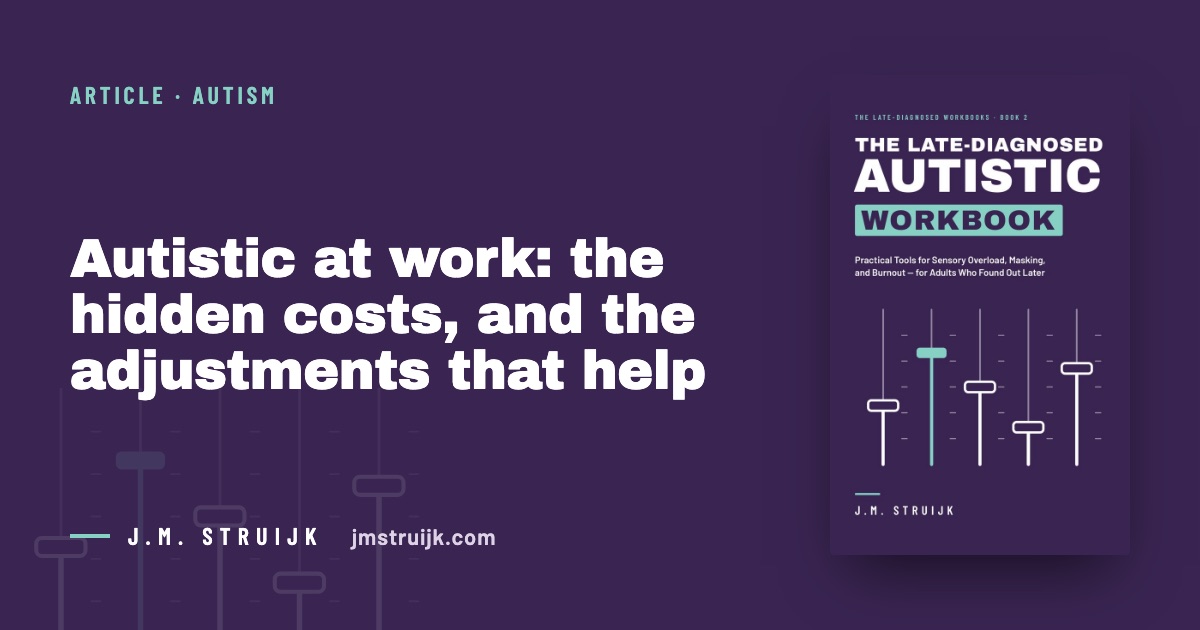 ARTICLE · AUTISM
Autistic at work: the
hidden costs, and the
adjustments that help
J.M. STRUIJK jmstruijk.com
THE LATE-DIAGNOSED WORKBOOKS · BOOK 2
THE LATE-DIAGNOSED
AUTISTIC
WORKBOOK
Practical Tools for Sensory Overload, Masking,
and Burnout — for Adults Who Found Out Later
J.M. STRUIJK